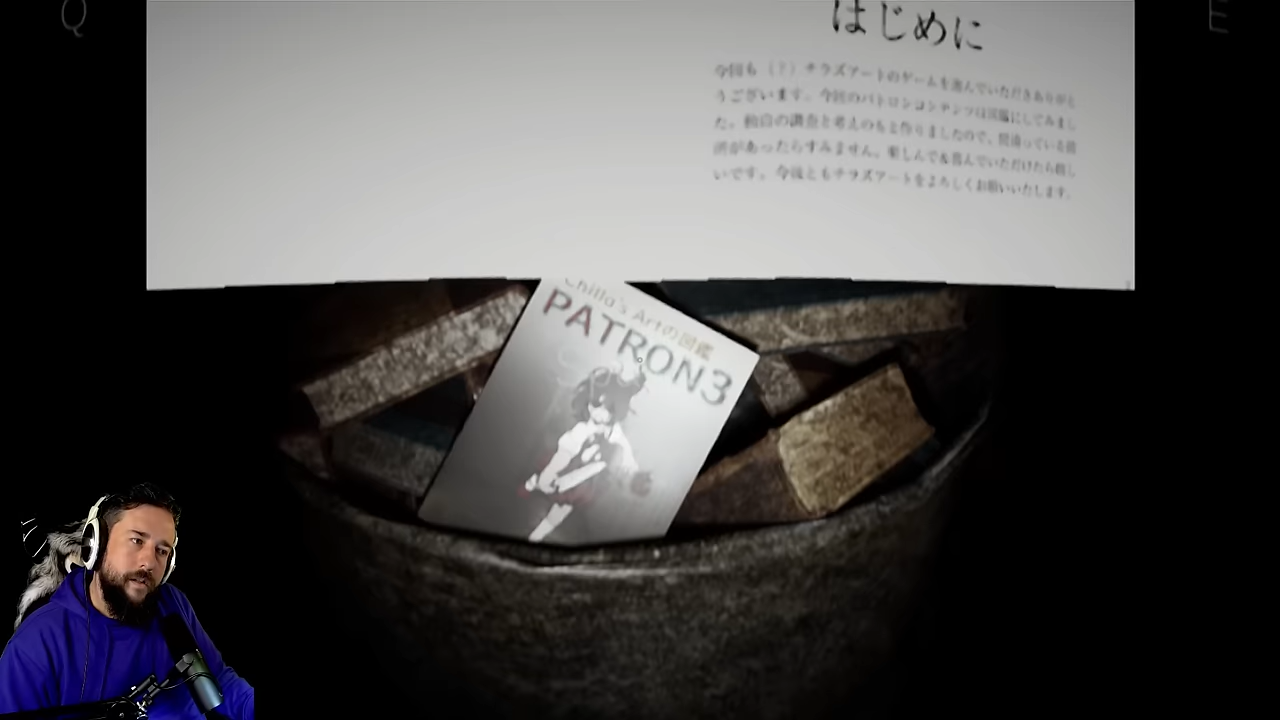 Q
E
はじめに
今回も（？）チラズアートのゲームを遊んでいただきありがと
うございます。今回のパトロンコンテンツは図鑑にしてみまし
た。独自の調査と考えのもと作りましたので、間違っている箇
所があったらすみません。楽しんで&喜んでいただけたら嬉し
いです。今後ともチラズアートをよろしくお願いいたします。
Chilla's Artの図鑑
PATRON3